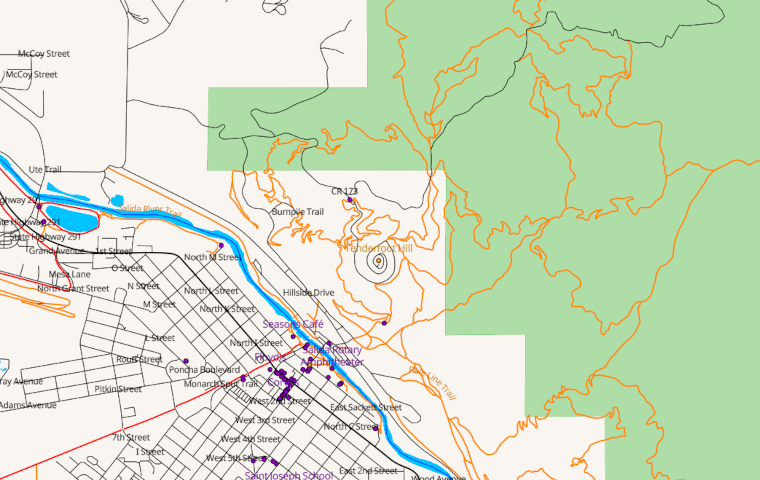 McCoy Street
McCoy Street
Ute Trail
CR 173
Salida River Trail
Bumpile Trail
State Highway 291
Grand Avenue
1st Street
Tenderfoot Hill
North M Street
O Street
Mesa Lane
North Grant Street
N Street
North L Street
Hillside Drive
M Street
North K Street
Seasons Café
L Street
North I Street
Salida Rotary
Amphitheater
Routt Street
Poncha Boulevard
Monarch Spur Trail
Pitkin Street
Adams Avenue
West 2nd Street
East Sackett Street
West 3rd Street
North C Street
7th Street
West 4th Street
I Street
West 5th Street
East 2nd Street
Saint Joseph School
Wood Avenue